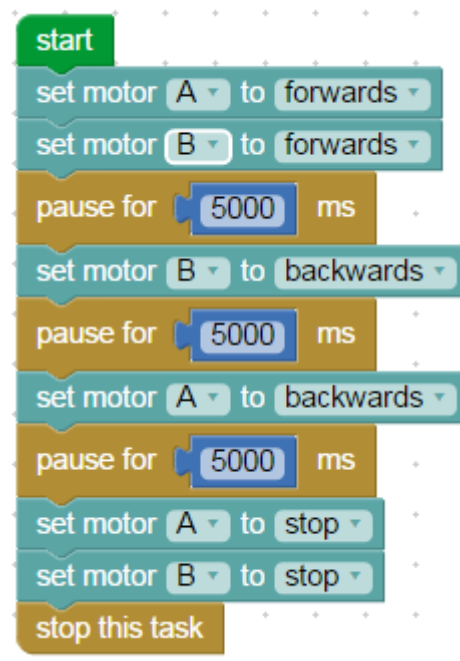 start
set motor A to forwards
set motor B to forwards
pause for 5000 ms
set motor B to backwards
pause for 5000 ms
set motor A to backwards
pause for 5000 ms
set motor A to stop
set motor B to stop
stop this task